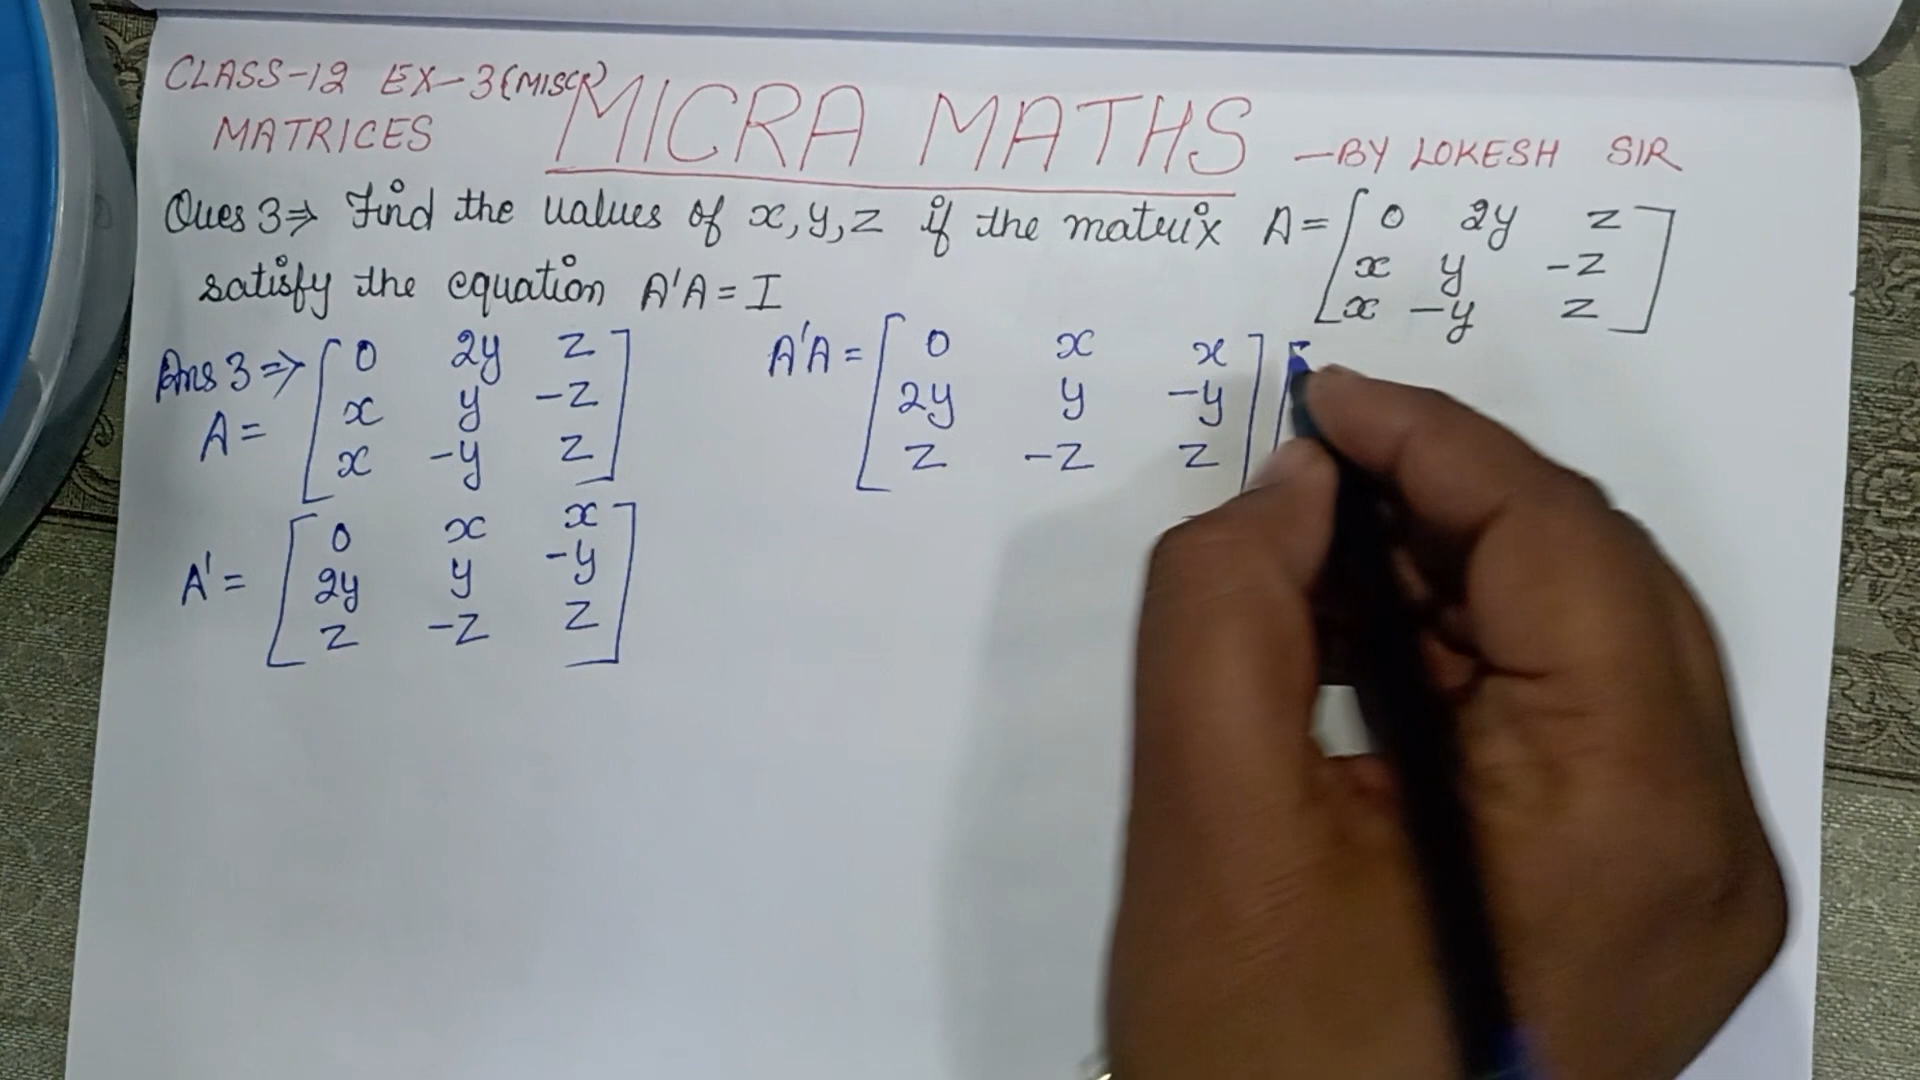 CLASS-12 EX-3(MISC)
MATRICES
MICRA MATHS
-BY LOKESH SIR
Ques 3⇒ Find the values of x, y, z if the matrix A = [ 0 2y z
x y -z
x -y z ]
satisfy the equation A'A = I
Ans 3 ⇒
A = [ 0 2y z
x y -z
x -y z ]
A' = [ 0 x x
2y y -y
z -z z ]
A'A = [ 0 x x
2y y -y
z -z z ] [